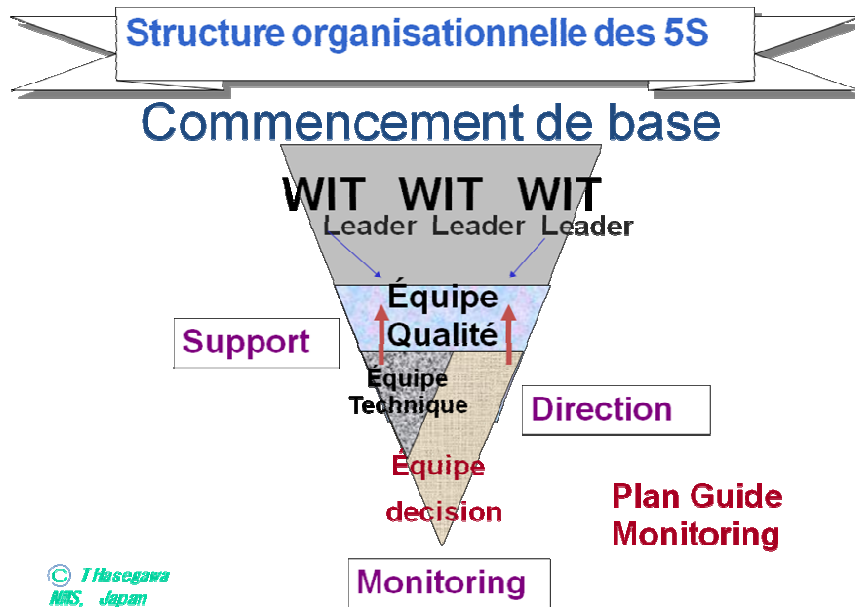 Structure organisationnelle des 5S
Commencement de base
WIT WIT WIT
Leader Leader Leader
Équipe
Qualité
Support
Équipe
Technique
Direction
Équipe
decision
Plan Guide
Monitoring
Monitoring
© T Hasegawa
Japan